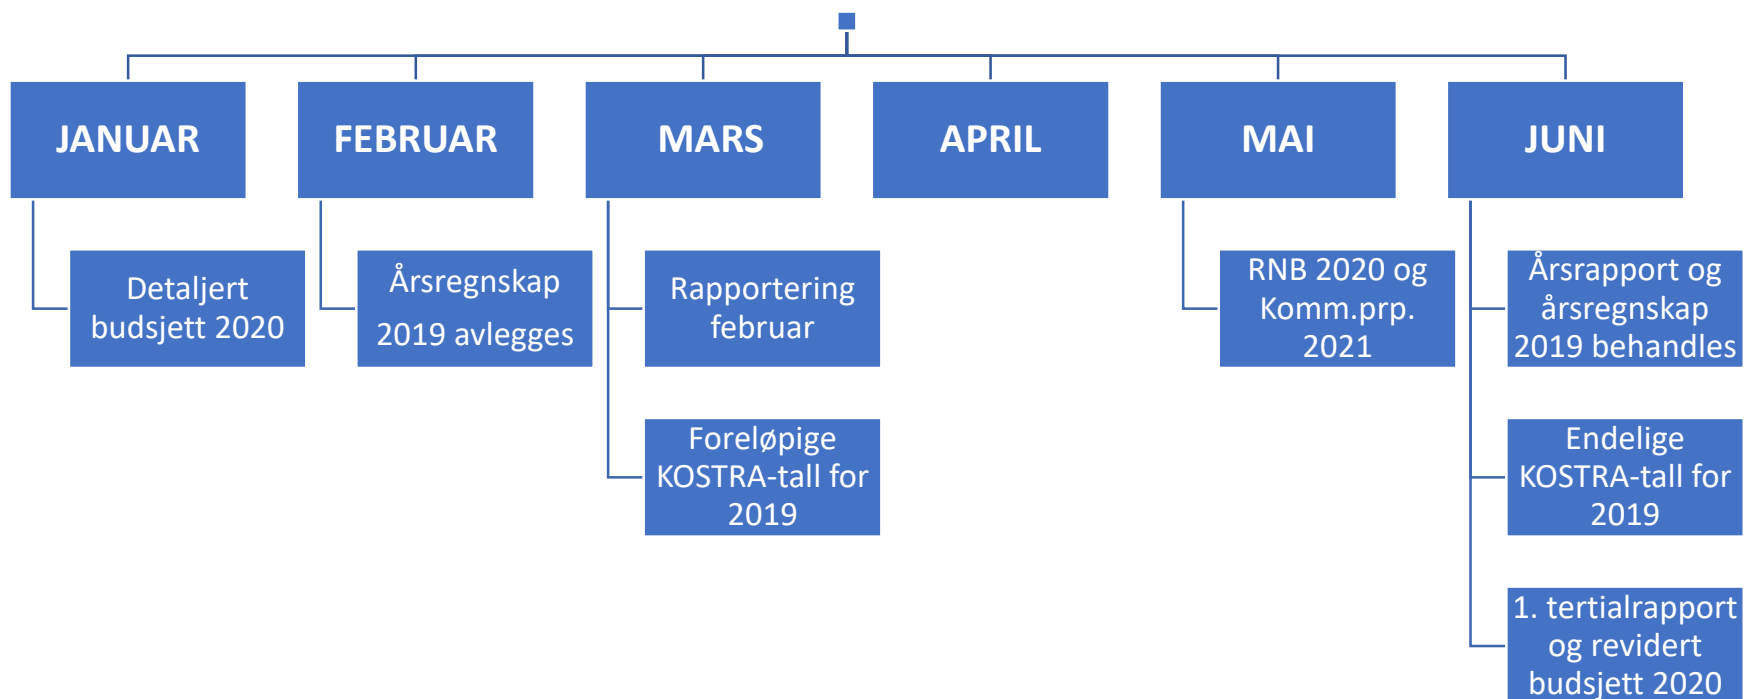 JANUAR
Detaljert
budsjett 2020
FEBRUAR
Årsregnskap
2019 avlegges
MARS
Rapportering
februar
Foreløpige
KOSTRA-tall for
2019
APRIL
MAI
RNB 2020 og
Komm.prp.
2021
JUNI
Årsrapport og
årsregnskap
2019 behandles
Endelige
KOSTRA-tall for
2019
1. tertialrapport
og revidert
budsjett 2020